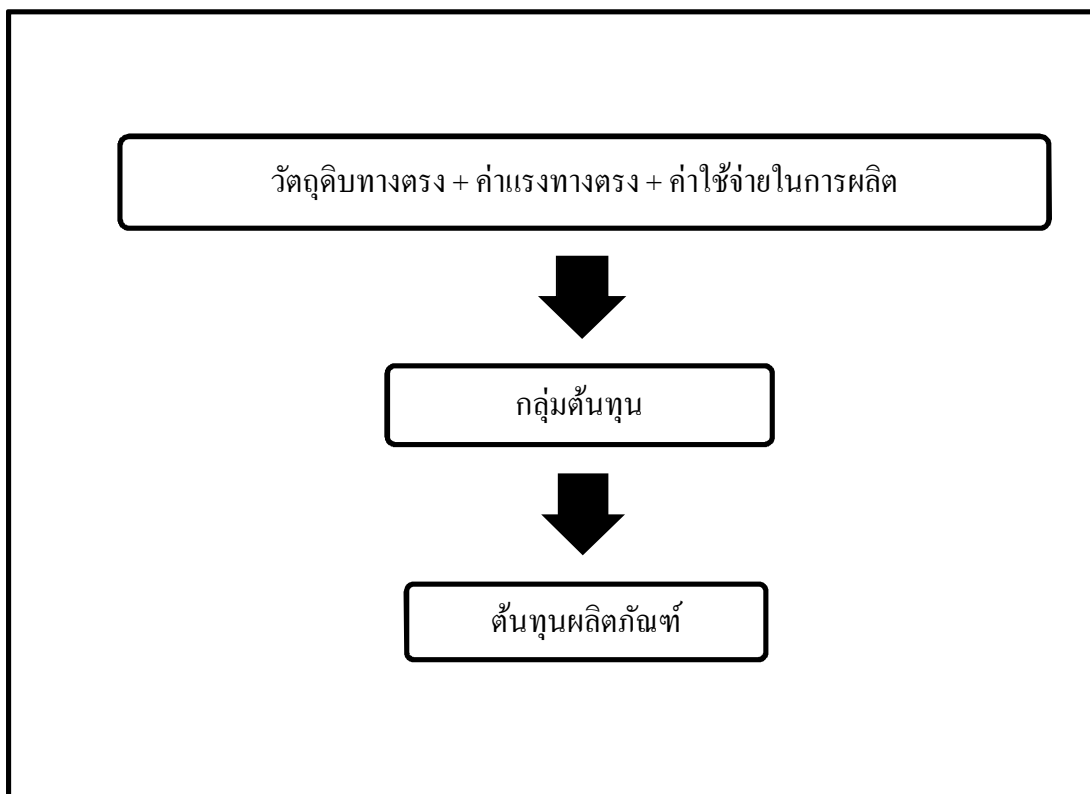 วัตถุดิบทางตรง + ค่าแรงทางตรง + ค่าใช้จ่ายในการผลิต
กลุ่มต้นทุน
ต้นทุนผลิตภัณฑ์